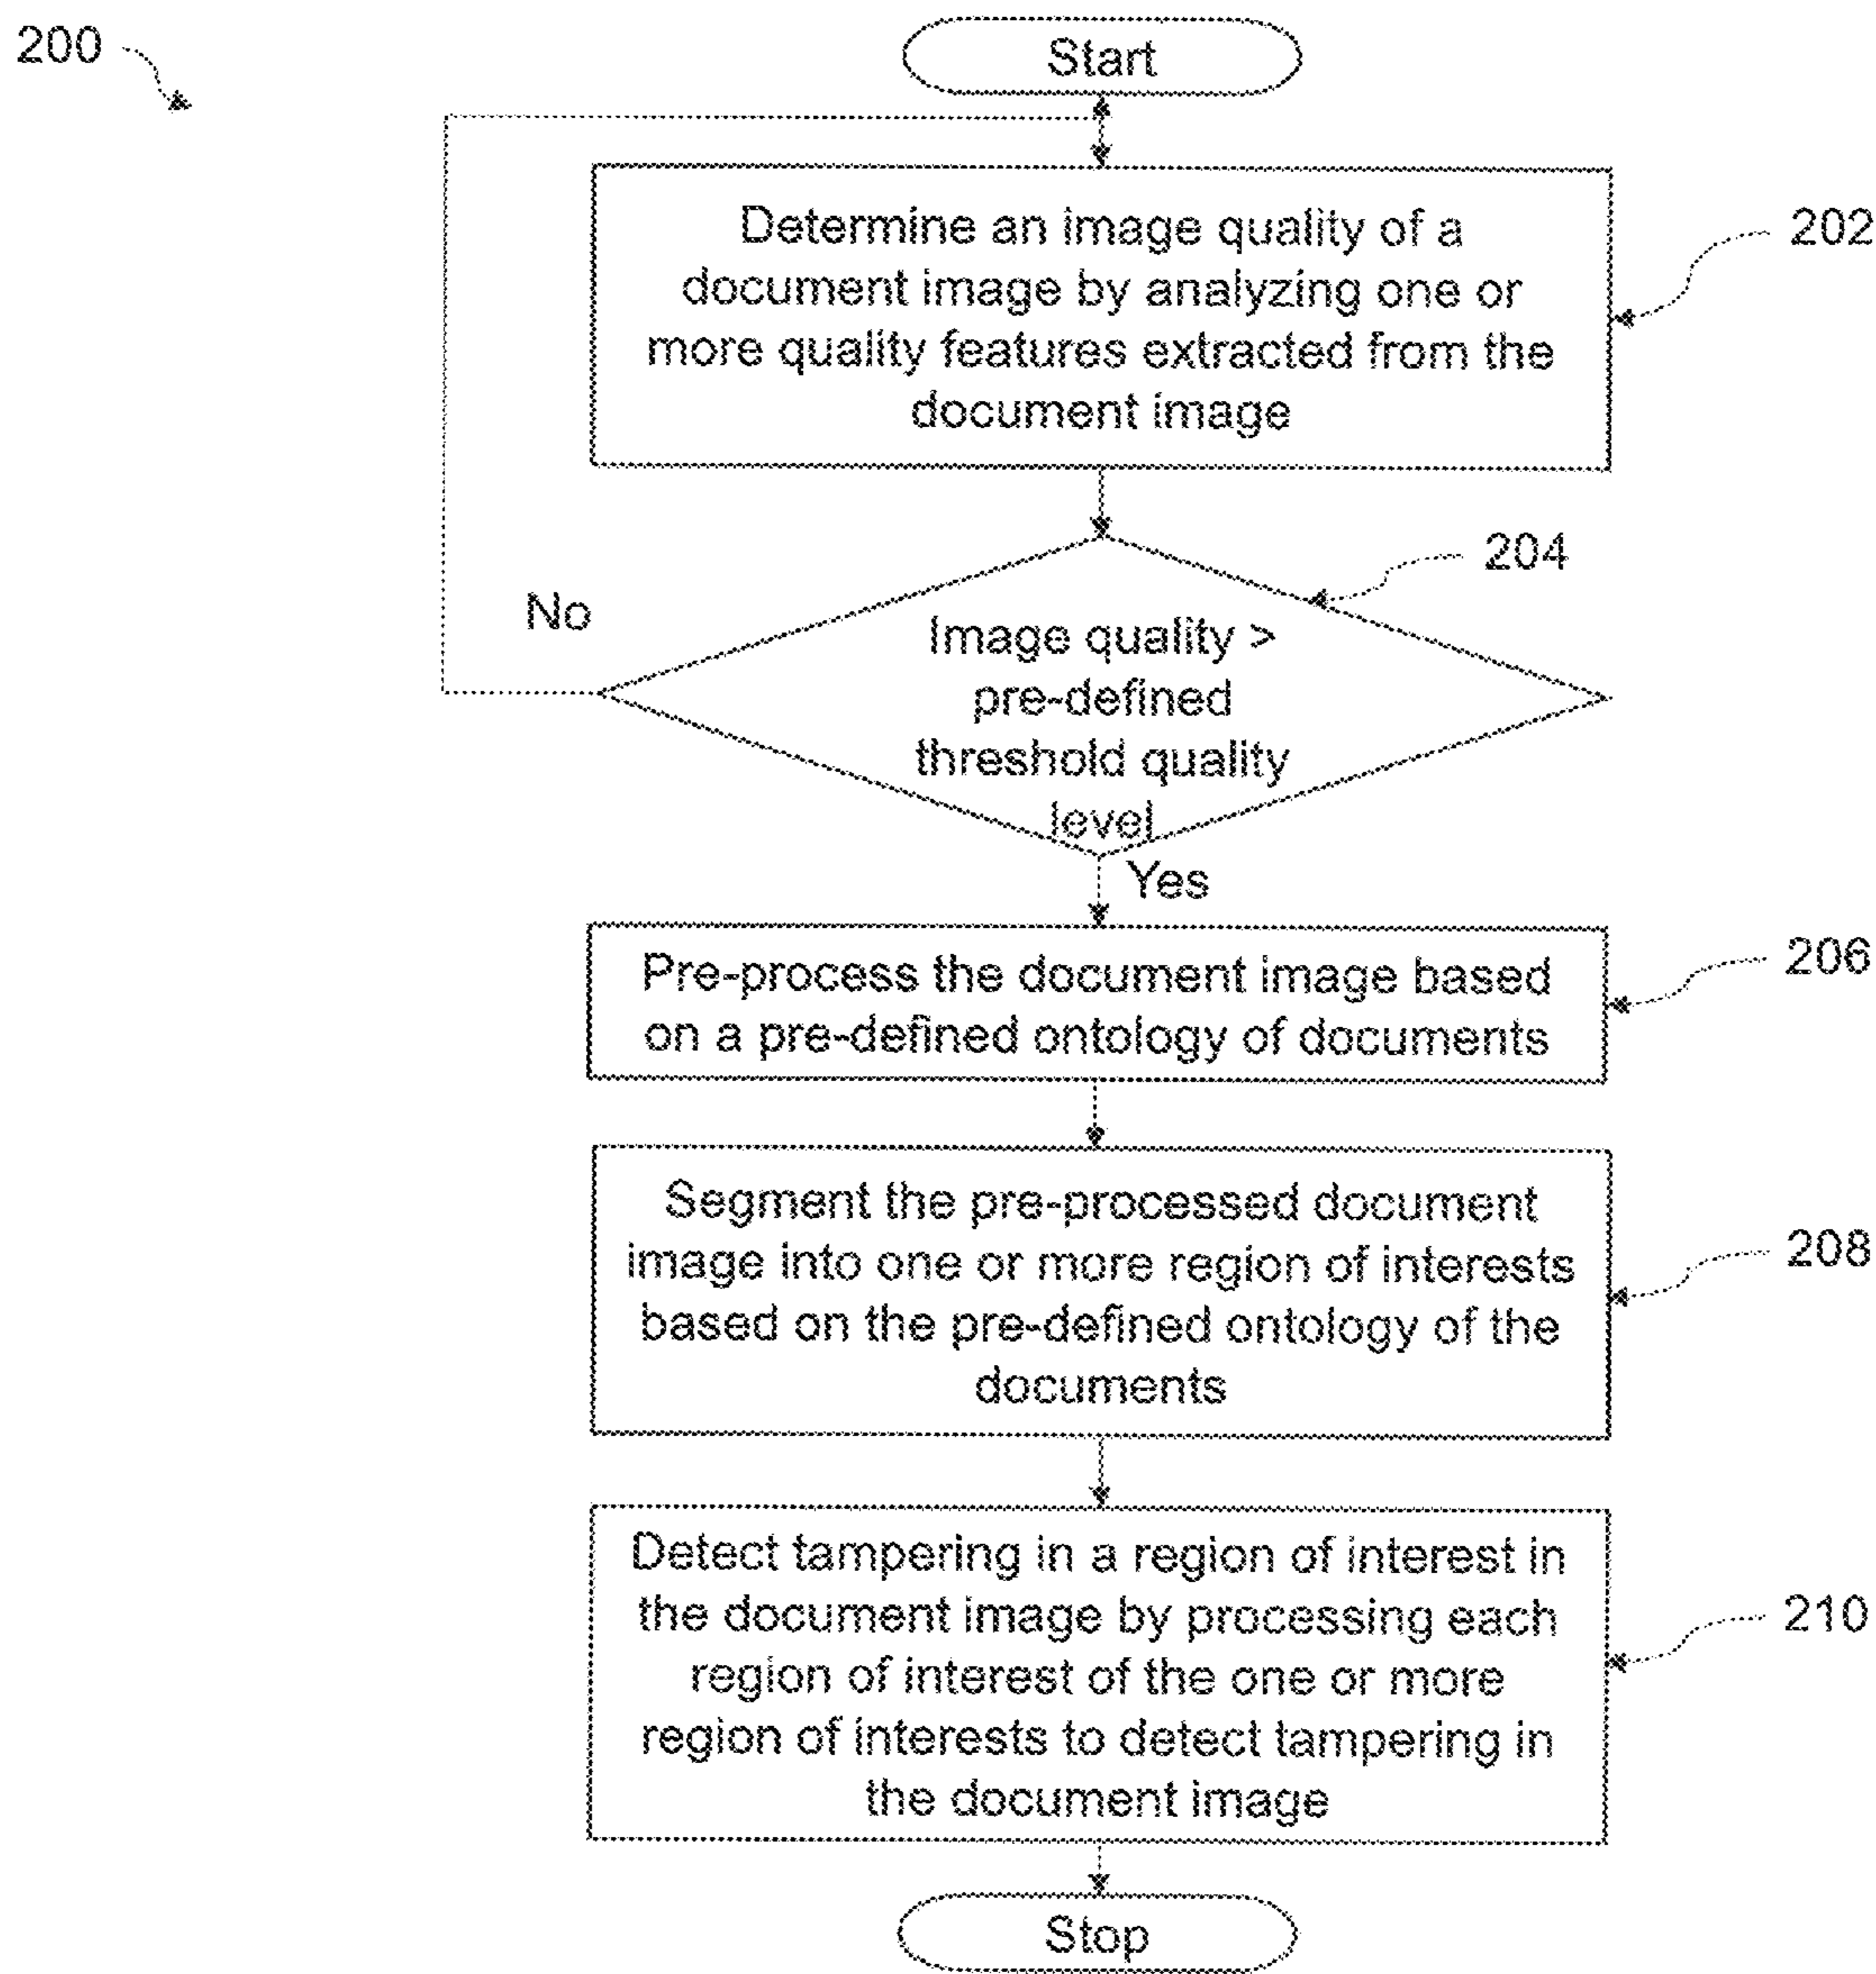 200
Start
Determine an image quality of a
document image by analyzing one or
more quality features extracted from the
document image
202
204
No
Image quality >
pre-defined
threshold quality
level
Yes
Pre-process the document image based
on a pre-defined ontology of documents
206
Segment the pre-processed document
image into one or more region of interests
based on the pre-defined ontology of the
documents
208
Detect tampering in a region of interest in
the document image by processing each
region of interest of the one or more
region of interests to detect tampering in
the document image
210
Stop